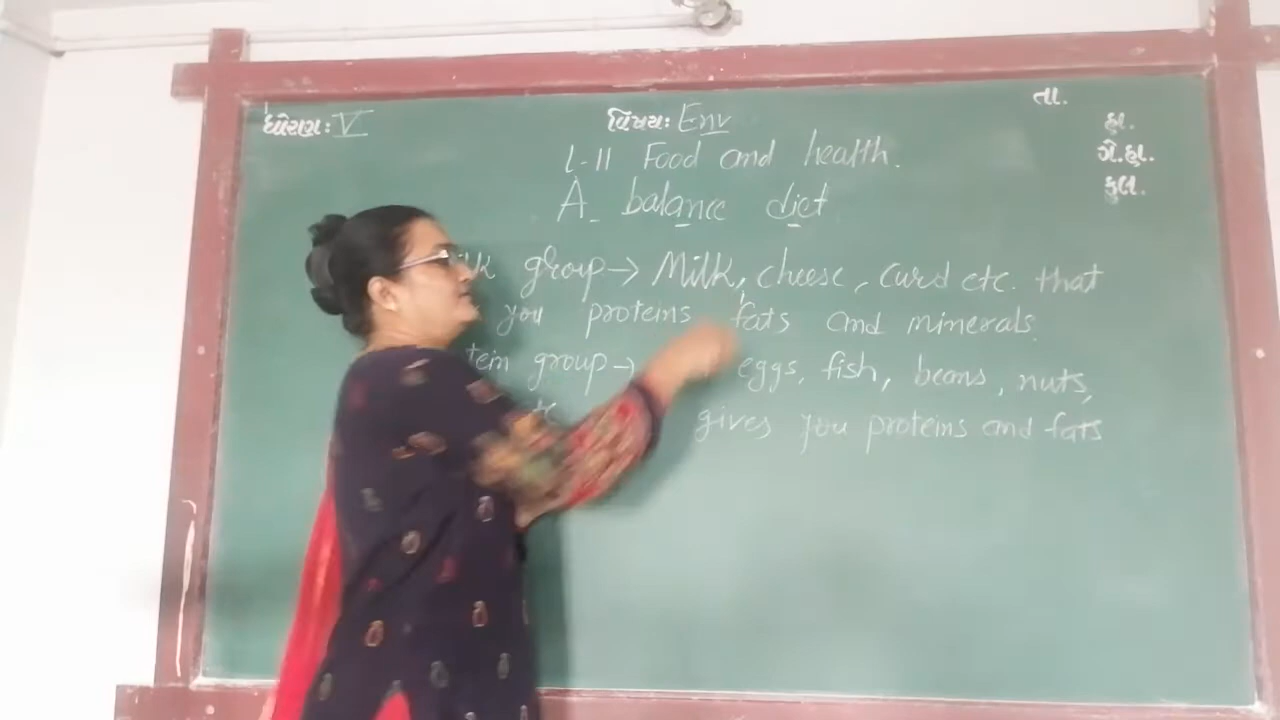 ધોરણ: V
વિષય: Env
તા.
હા.
ગે.હા.
કુલ.
L-11 Food and health.
A balance diet
group → Milk, cheese, curd etc. that
you proteins, fats and minerals.
group → eggs, fish, beans, nuts,
etc gives you proteins and fats